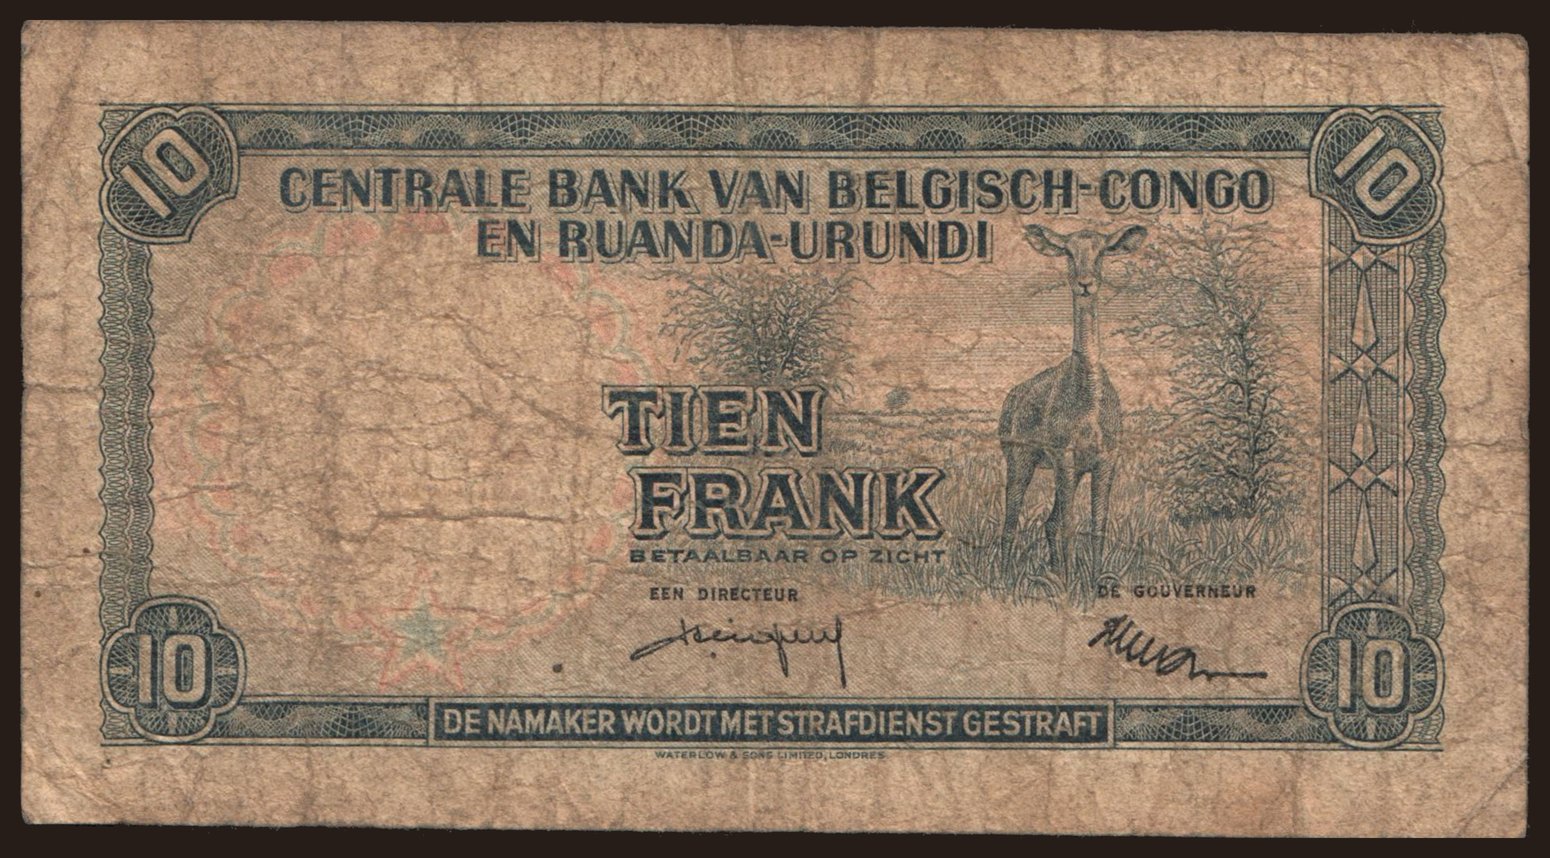 10
10
CENTRALE BANK VAN BELGISCH-CONGO
EN RUANDA-URUNDI
TIEN
FRANK
BETAALBAAR OP ZICHT
EEN DIRECTEUR
DE GOUVERNEUR
10
10
DE NAMAKER WORDT MET STRAFDIENST GESTRAFT
WATERLOW & SONS LIMITED, LONDRES